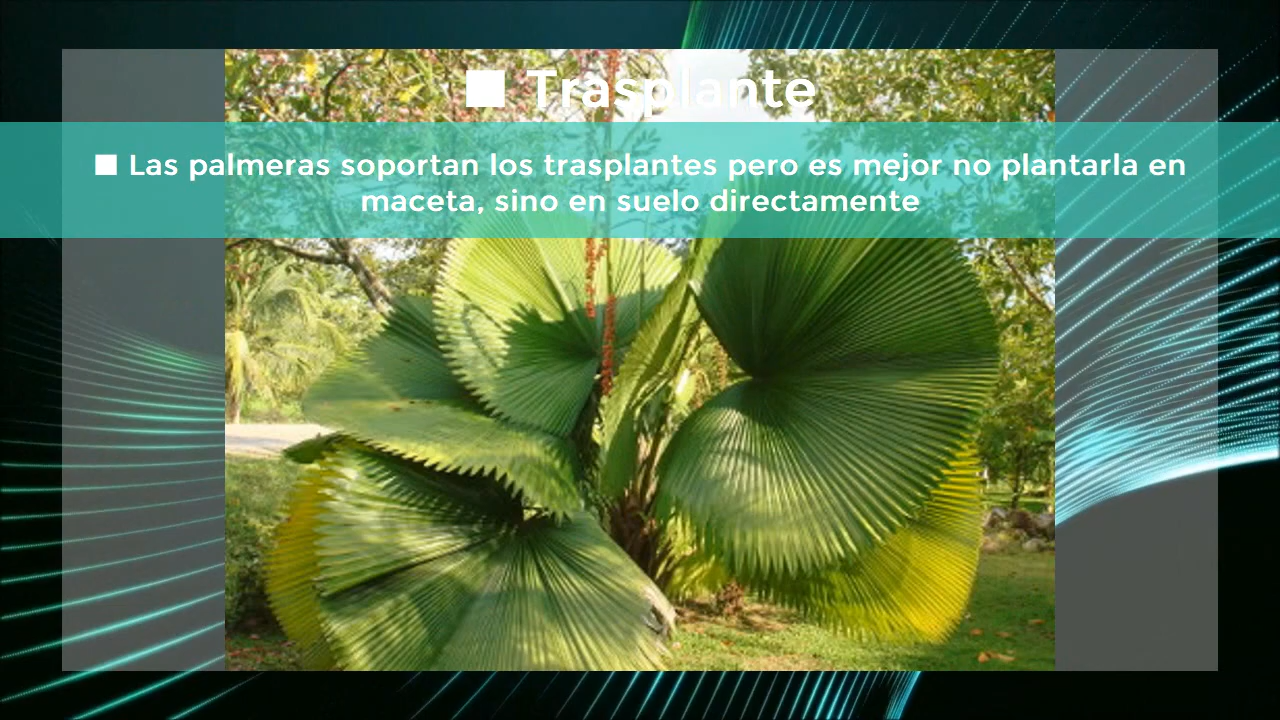 ■ Trasplante
■ Las palmeras soportan los trasplantes pero es mejor no plantarla en
maceta, sino en suelo directamente